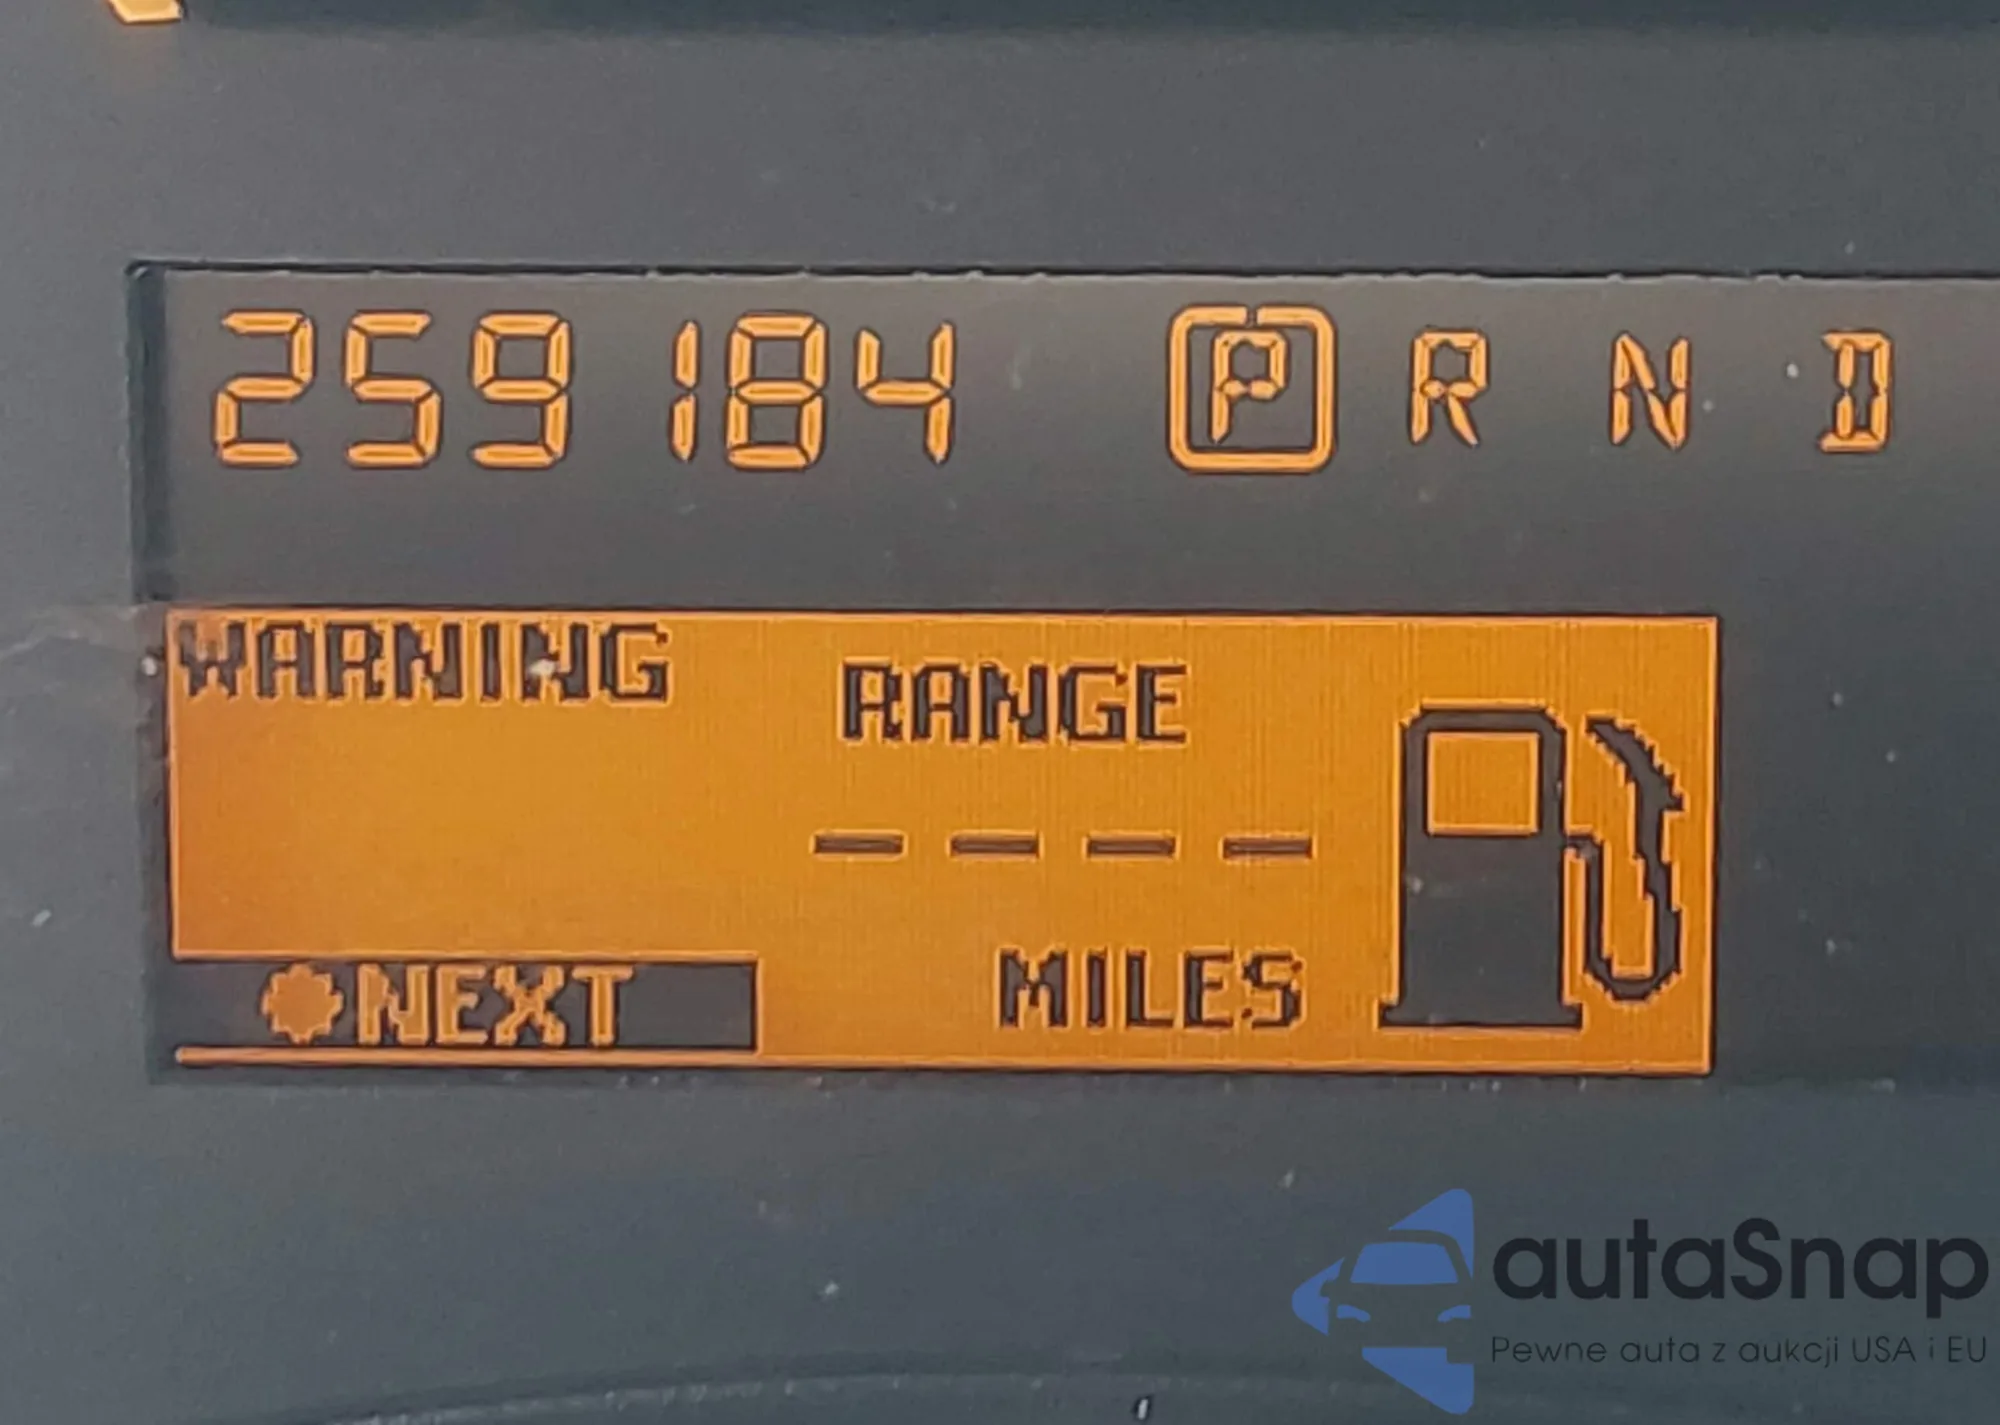 259184 P R N D
WARNING
RANGE
----
MILES
NEXT
autaSnap
Pewne auta z aukcji USA i EU